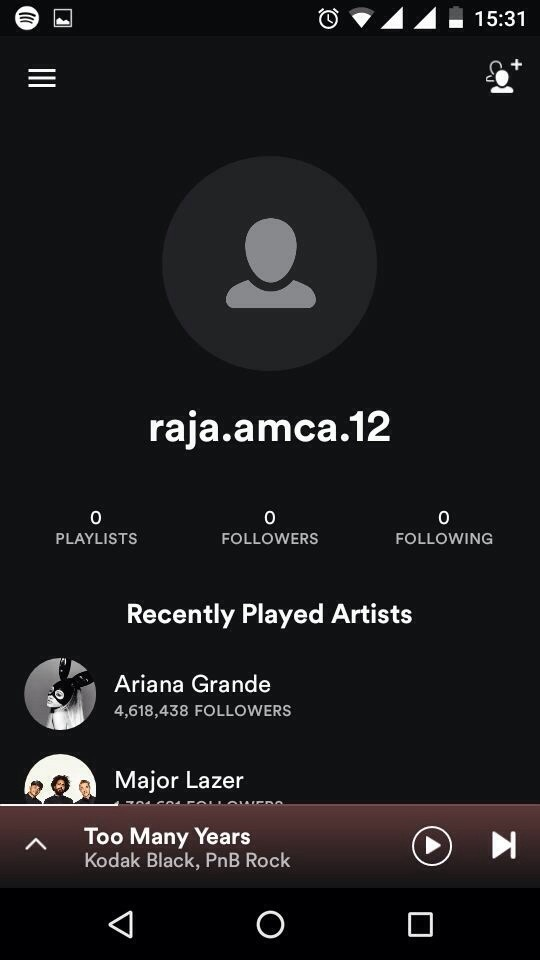 15:31
raja.amca.12
0 0 0
PLAYLISTS FOLLOWERS FOLLOWING
Recently Played Artists
Ariana Grande
4,618,438 FOLLOWERS
Major Lazer
FOLLOWERS
Too Many Years
Kodak Black, PnB Rock